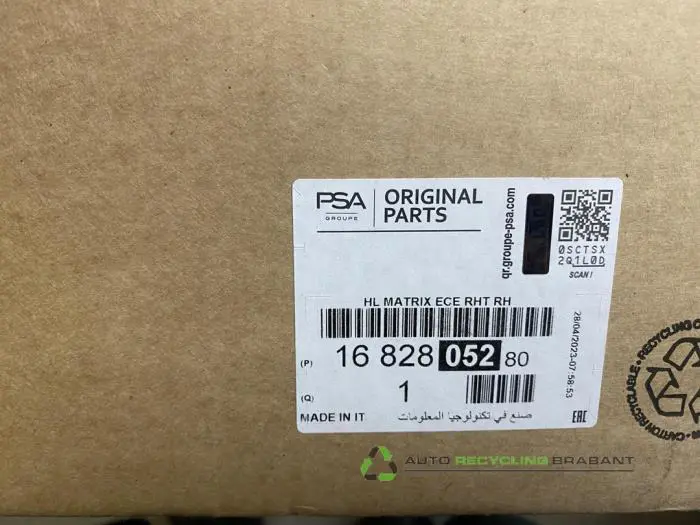 PSA
GROUPE
ORIGINAL
PARTS
qr.groupe-psa.com
0SCTSX
2Q1L0D
SCAN!
HL MATRIX ECE RHT RH
28/04/2023-07:58:53
(P) 16 828 052 80
(Q) 1
MADE IN IT
صنع في تكنولوجيا المعلومات
EAC
AUTO RECYCLING BRABANT